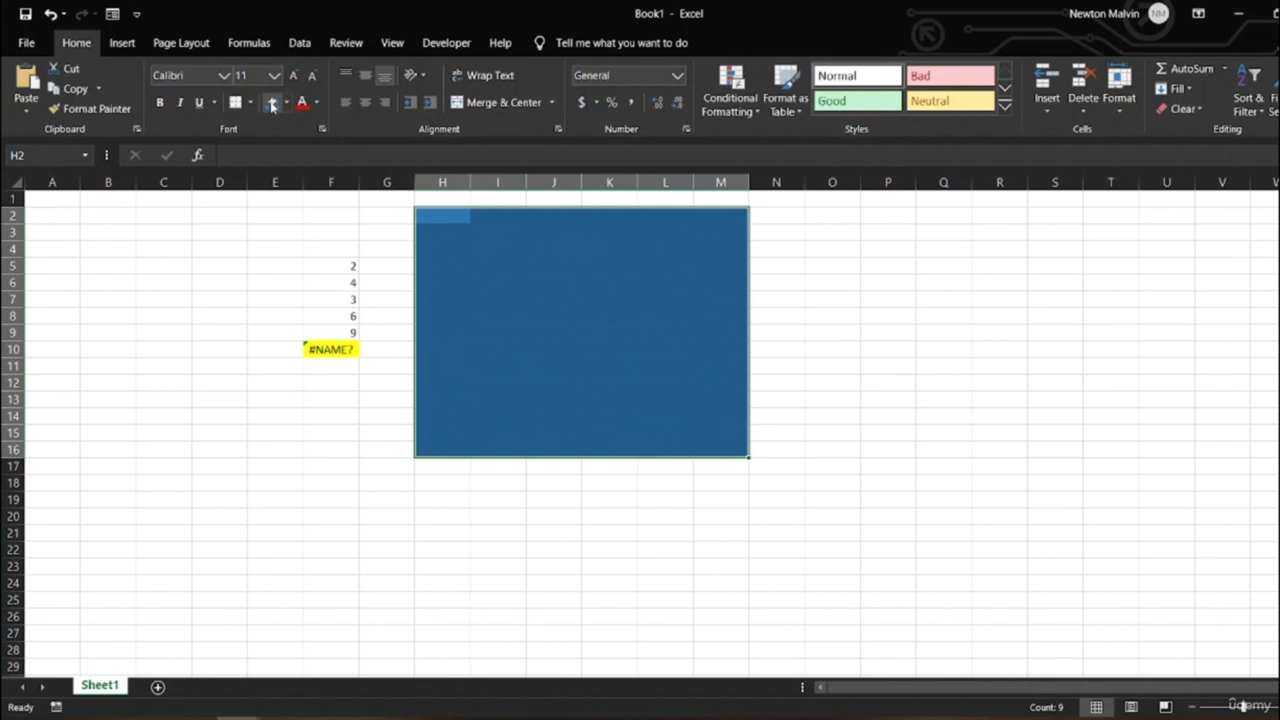 Book1 - Excel
Newton Malvin
NM
File Home Insert Page Layout Formulas Data Review View Developer Help Tell me what you want to do
Paste
Cut
Copy
Format Painter
Clipboard
Calibri 11 A A
B I U A
Font
ab
Wrap Text
Merge & Center
Alignment
General
$ % ,
Number
Conditional Formatting
Format as Table
Normal Bad
Good Neutral
Styles
Insert Delete Format
Cells
AutoSum
Fill
Clear
Sort &
Filter
Editing
H2 fx
A B C D E F G H I J K L M N O P Q R S T U V
1
2
3
4
5 2
6 4
7 3
8 6
9 9
10 #NAME?
11
12
13
14
15
16
17
18
19
20
21
22
23
24
25
26
27
28
29
Sheet1
Ready
Count: 9
ûdemy